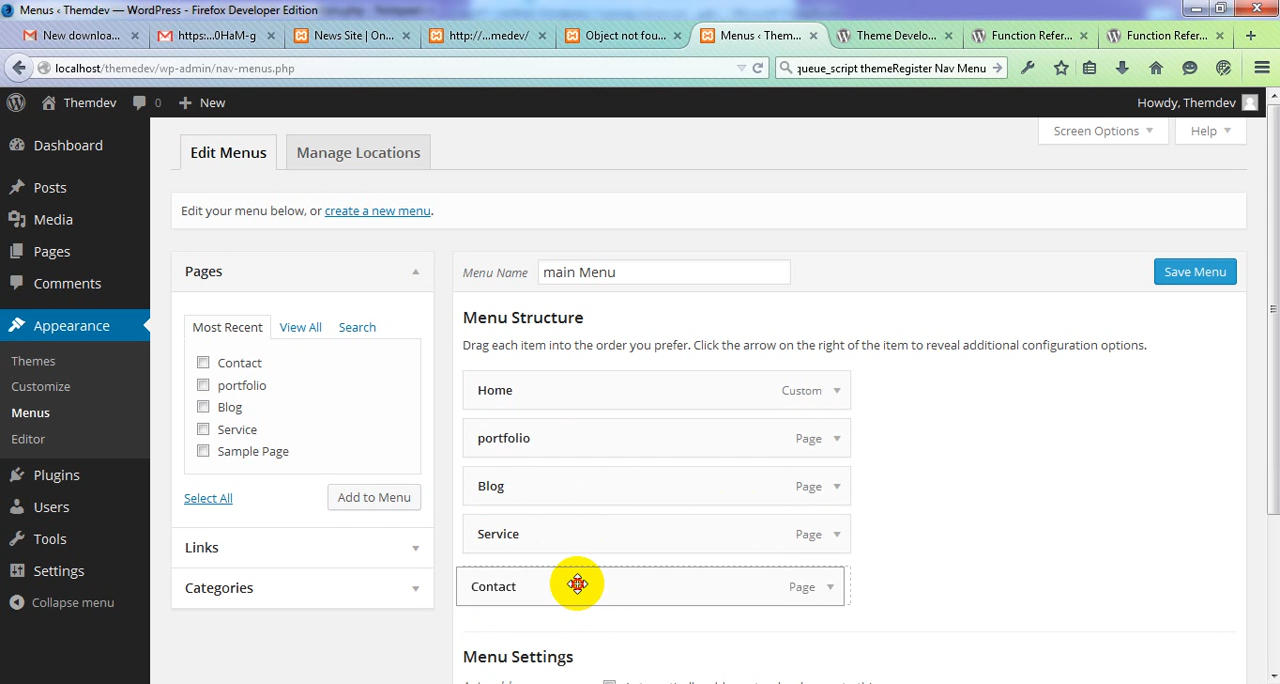 Menus ‹ Themdev — WordPress - Firefox Developer Edition
New downloa...
https:...0HaM-g
News Site | On...
http://...medev/
Object not fou...
Menus ‹ Them...
Theme Develo...
Function Refer...
Function Refer...
localhost/themedev/wp-admin/nav-menus.php
queue_script themeRegister Nav Menu
Themdev
0
New
Howdy, Themdev
Screen Options
Help
Dashboard
Posts
Media
Pages
Comments
Appearance
Themes
Customize
Menus
Editor
Plugins
Users
Tools
Settings
Collapse menu
Edit Menus
Manage Locations
Edit your menu below, or create a new menu.
Pages
Most Recent
View All
Search
Contact
portfolio
Blog
Service
Sample Page
Select All
Add to Menu
Links
Categories
Menu Name
main Menu
Save Menu
Menu Structure
Drag each item into the order you prefer. Click the arrow on the right of the item to reveal additional configuration options.
Home
Custom
portfolio
Page
Blog
Page
Service
Page
Contact
Page
Menu Settings